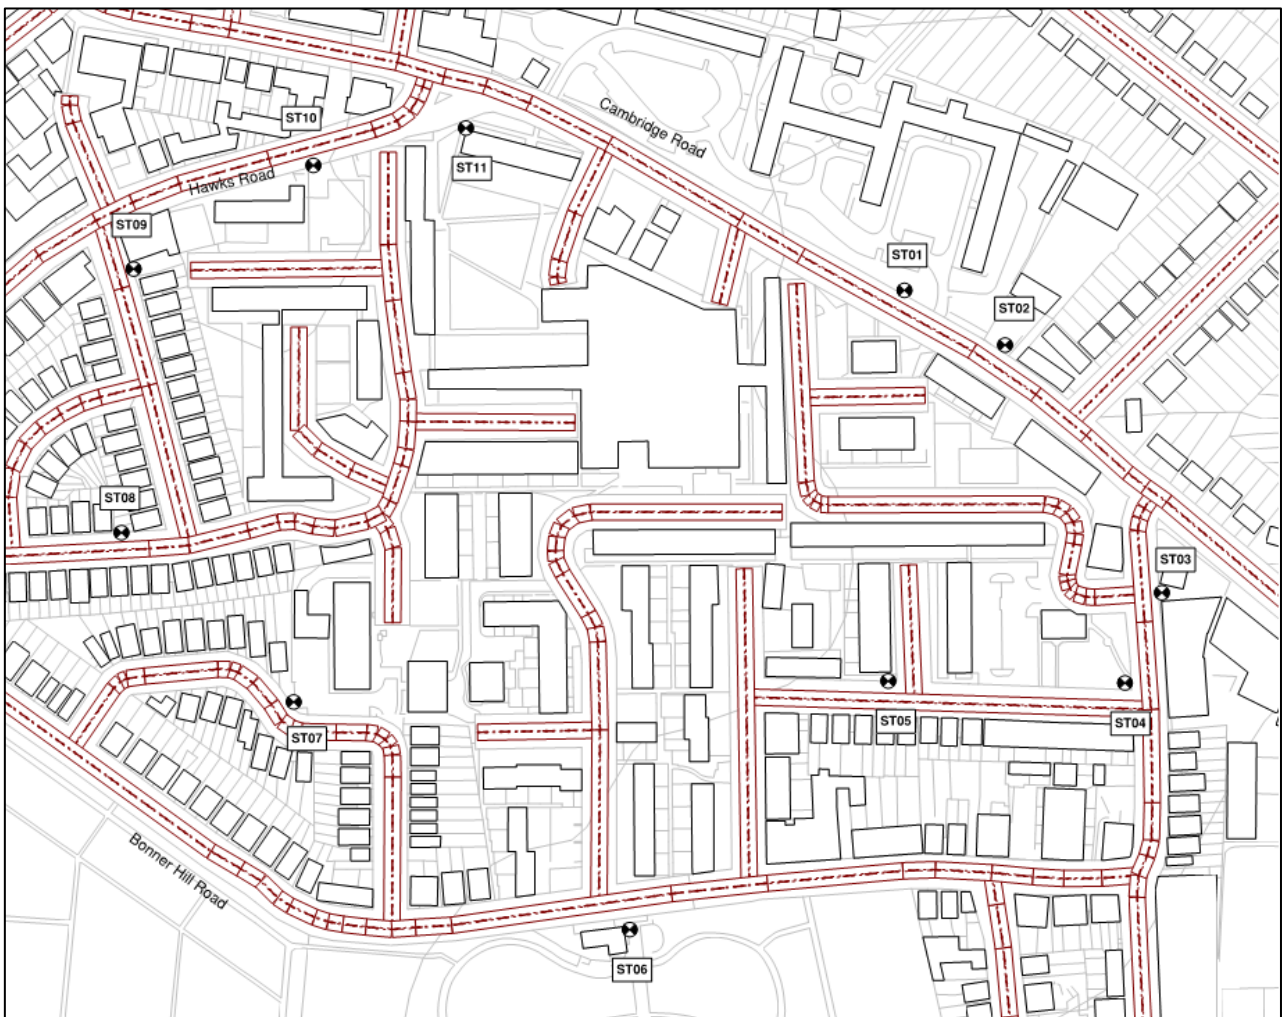 Cambridge Road
ST10
ST11
Hawks Road
ST09
ST01
ST02
ST08
ST03
ST05
ST04
ST07
Bonner Hill Road
ST06